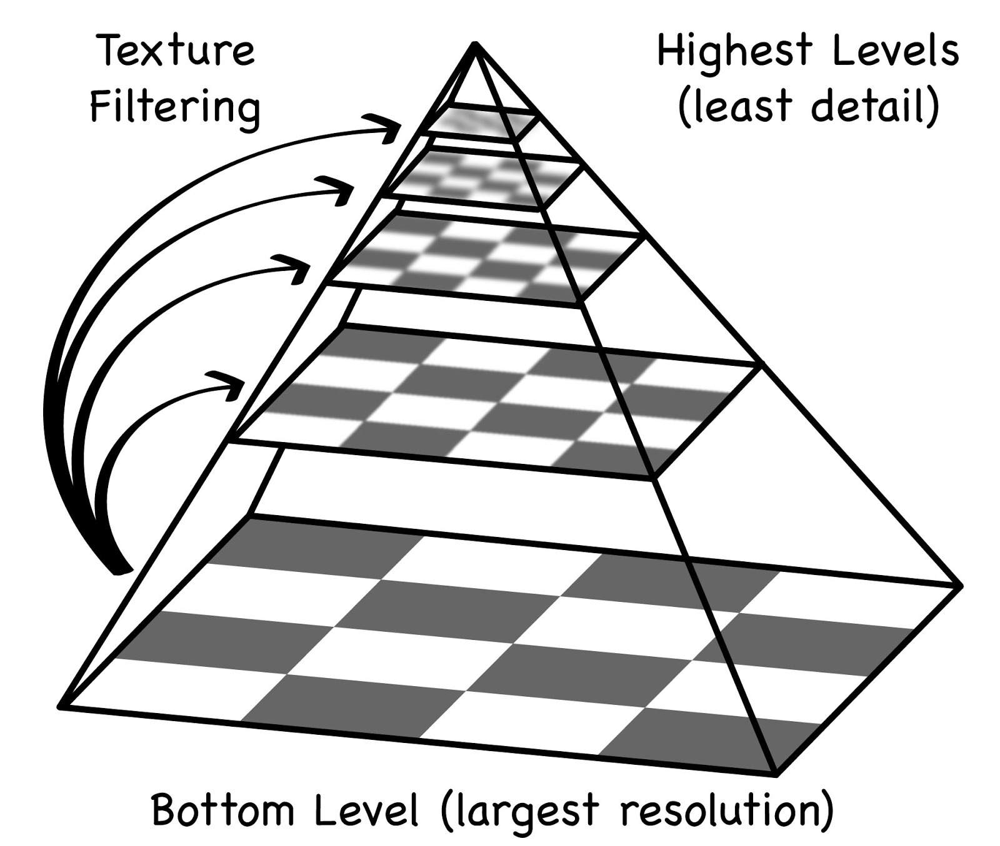 Texture
Filtering
Highest Levels
(least detail)
Bottom Level (largest resolution)